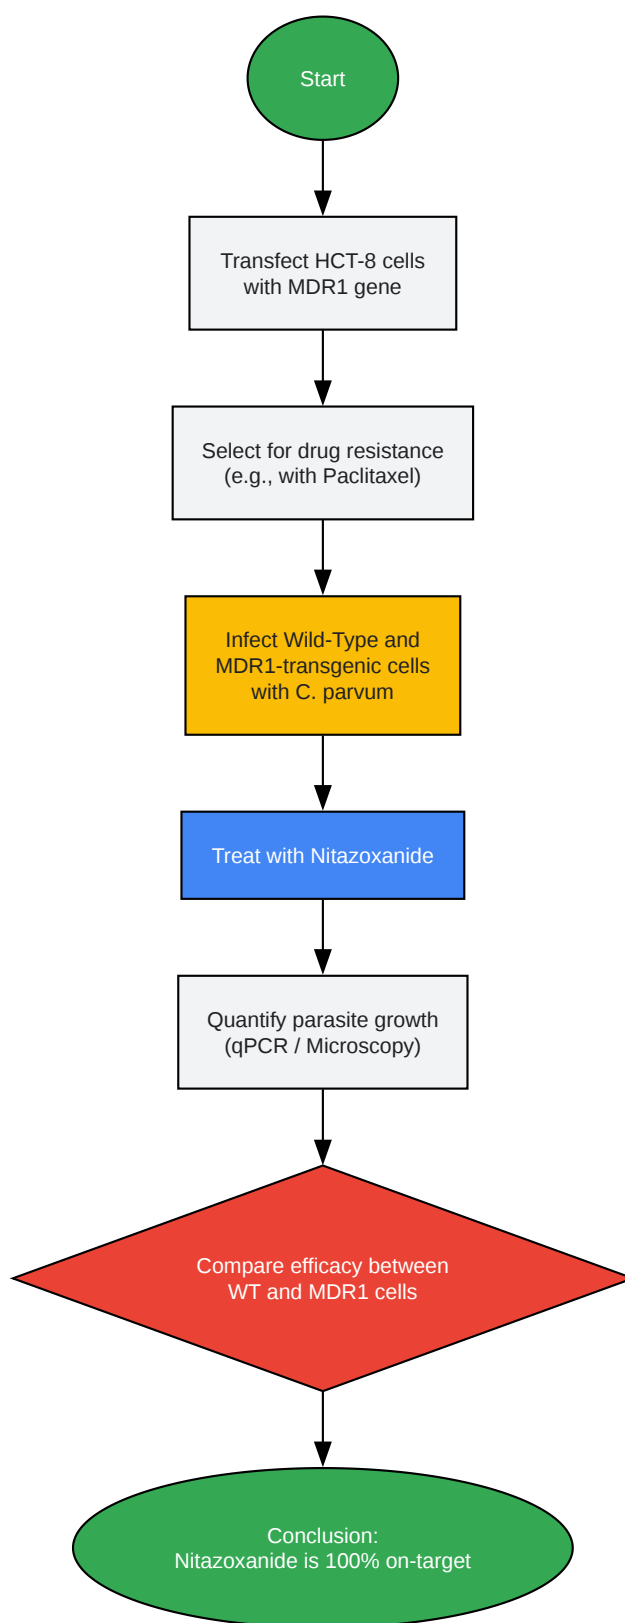 Start
Transfect HCT-8 cells
with MDR1 gene
Select for drug resistance
(e.g., with Paclitaxel)
Infect Wild-Type and
MDR1-transgenic cells
with C. parvum
Treat with Nitazoxanide
Quantify parasite growth
(qPCR / Microscopy)
Compare efficacy between
WT and MDR1 cells
Conclusion:
Nitazoxanide is 100% on-target